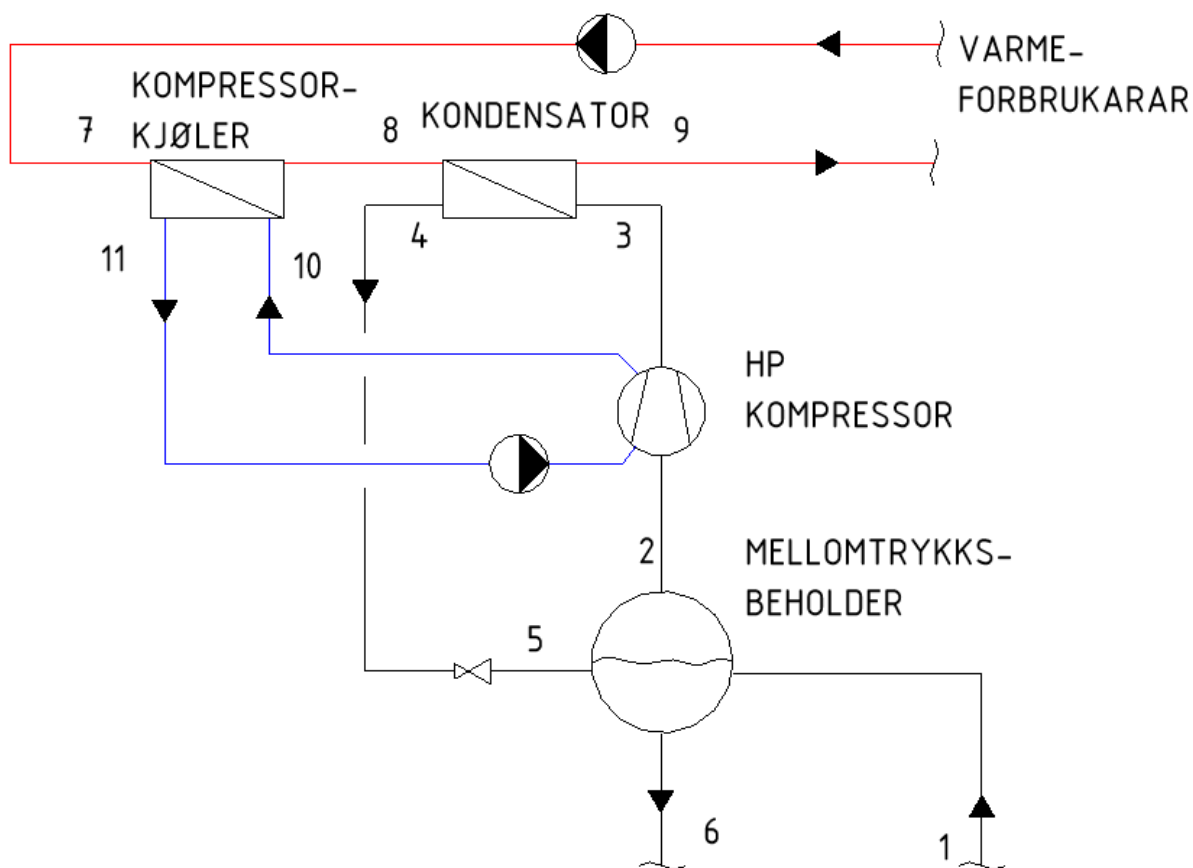 VARME-
FORBRUKARAR
KOMPRESSOR-
KJØLER
7
8
KONDENSATOR
9
4
3
11
10
HP
KOMPRESSOR
2
MELLOMTRYKKS-
BEHOLDER
5
6
1